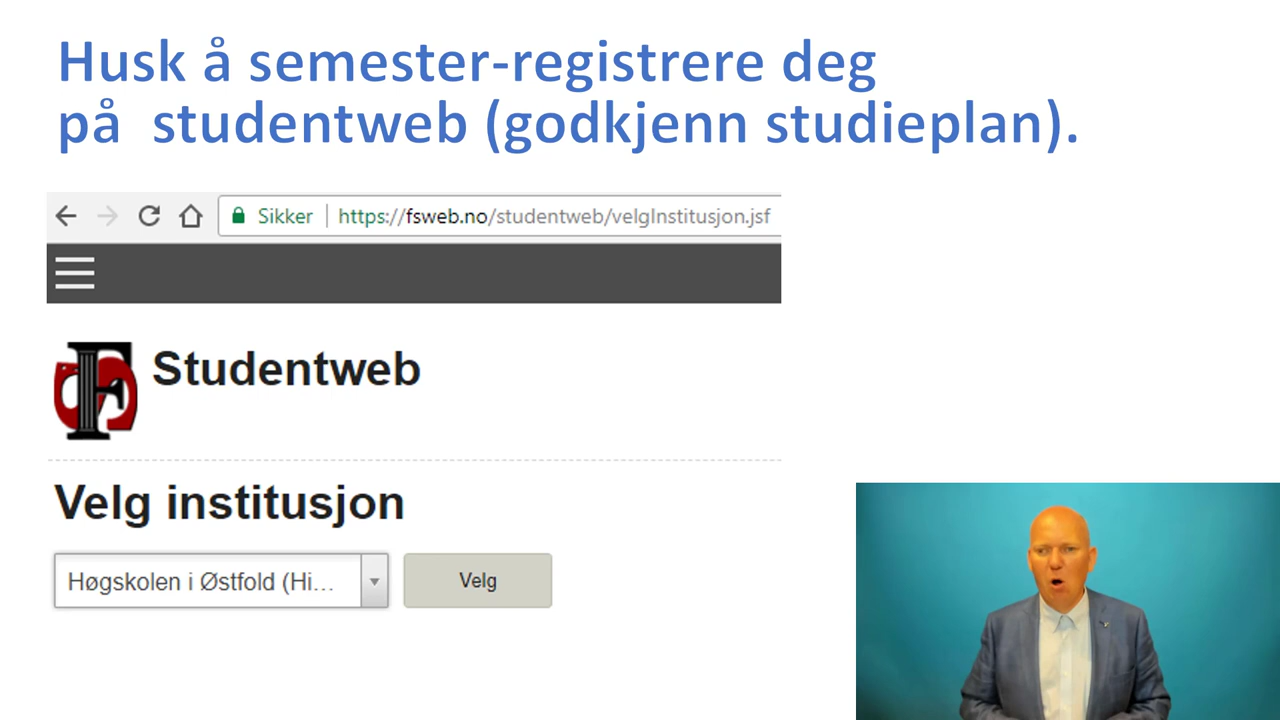 Husk å semester-registrere deg
på studentweb (godkjenn studieplan).
Sikker https://fsweb.no/studentweb/velgInstitusjon.jsf
Studentweb
Velg institusjon
Høgskolen i Østfold (Hi... Velg